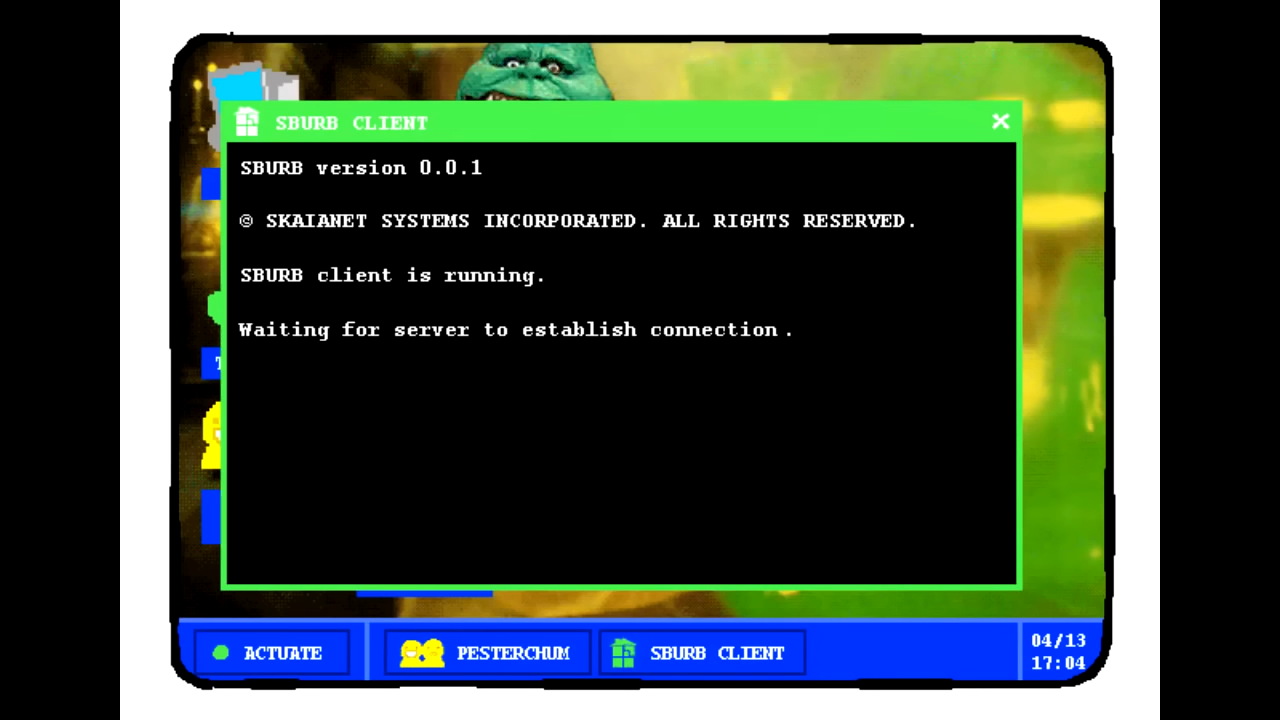 SBURB CLIENT
SBURB version 0.0.1
© SKAIANET SYSTEMS INCORPORATED. ALL RIGHTS RESERVED.
SBURB client is running.
Waiting for server to establish connection .
T
ACTUATE
PESTERCHUM
SBURB CLIENT
04/13
17:04